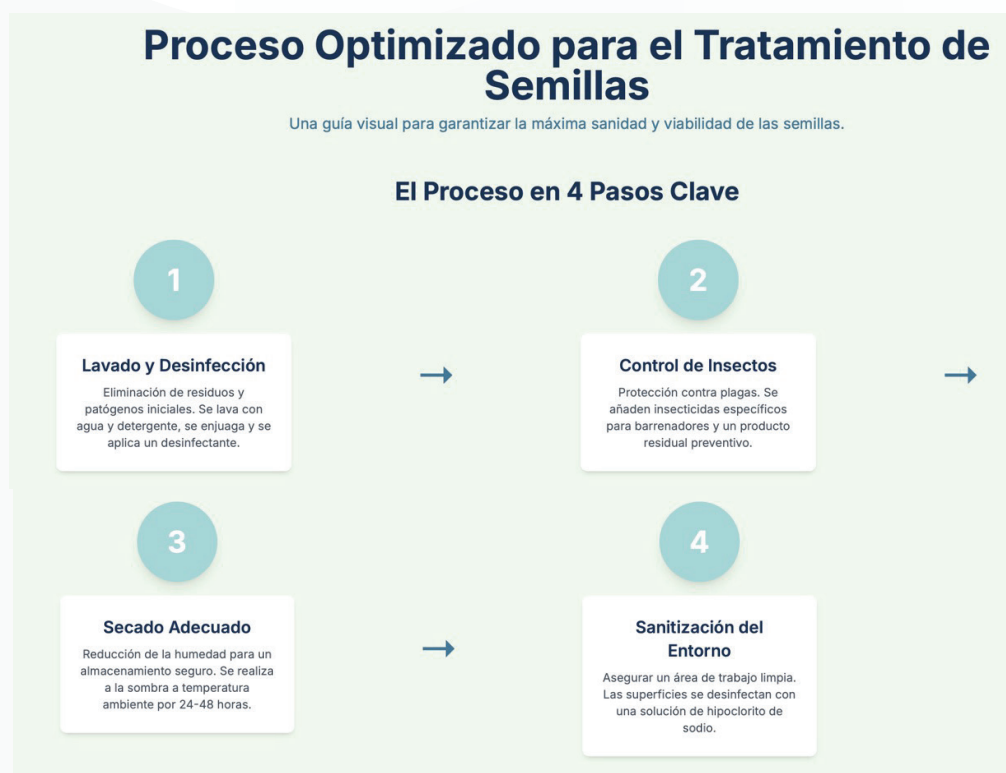 Proceso Optimizado para el Tratamiento de
Semillas
Una guía visual para garantizar la máxima sanidad y viabilidad de las semillas.
El Proceso en 4 Pasos Clave
1
Lavado y Desinfección
Eliminación de residuos y
patógenos iniciales. Se lava con
agua y detergente, se enjuaga y se
aplica un desinfectante.
→
2
Control de Insectos
Protección contra plagas. Se
añaden insecticidas específicos
para barrenadores y un producto
residual preventivo.
→
3
Secado Adecuado
Reducción de la humedad para un
almacenamiento seguro. Se realiza
a la sombra a temperatura
ambiente por 24-48 horas.
→
4
Sanitización del
Entorno
Asegurar un área de trabajo limpia.
Las superficies se desinfectan con
una solución de hipoclorito de
sodio.